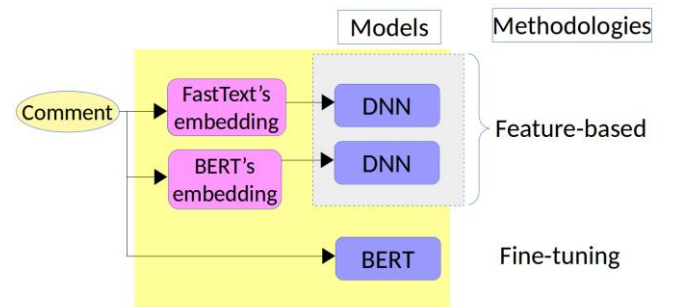 Models
Methodologies
Comment
FastText's
embedding
DNN
BERT's
embedding
DNN
Feature-based
BERT
Fine-tuning